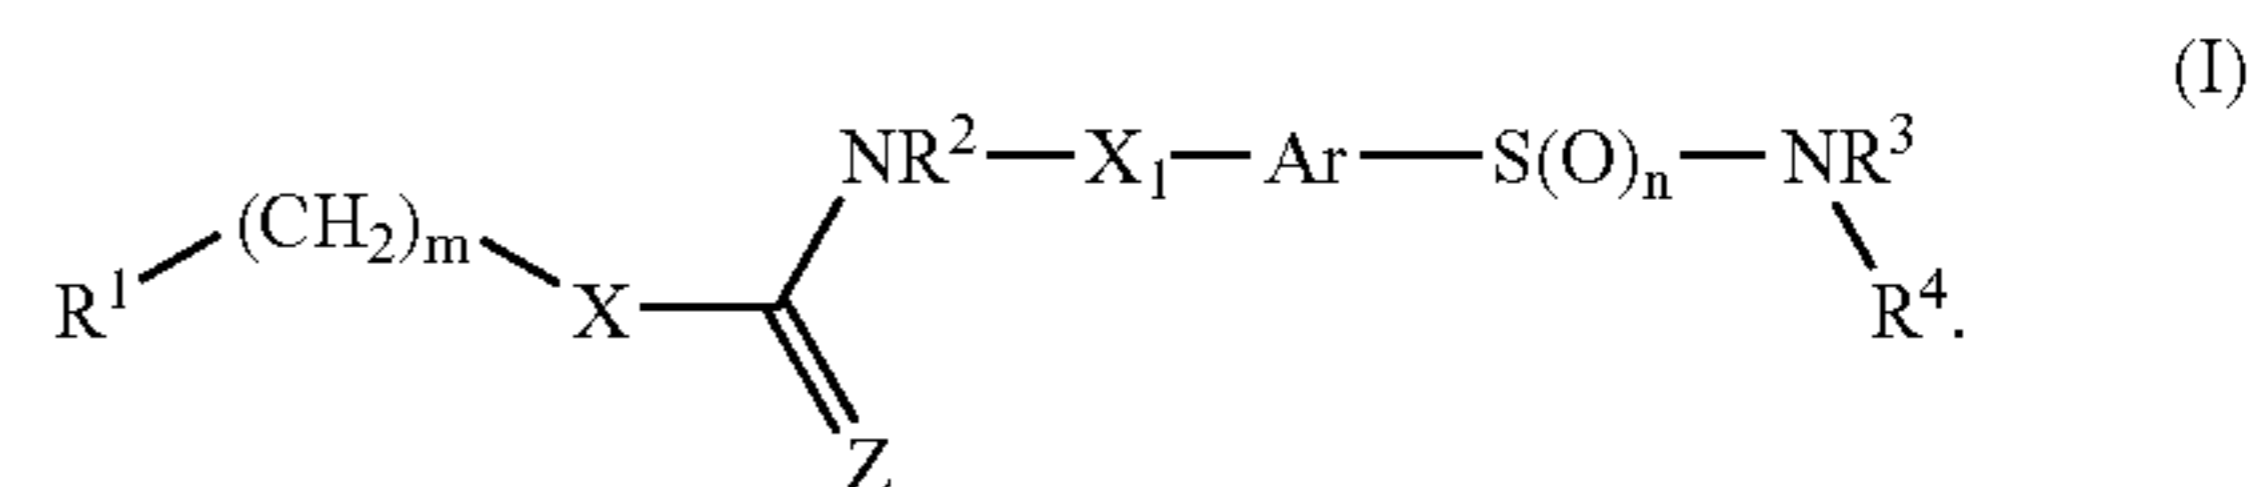 (I)
NR² — X₁ — Ar — S(O)ₙ — NR³
(CH₂)ₘ
R¹ X R⁴.
Z